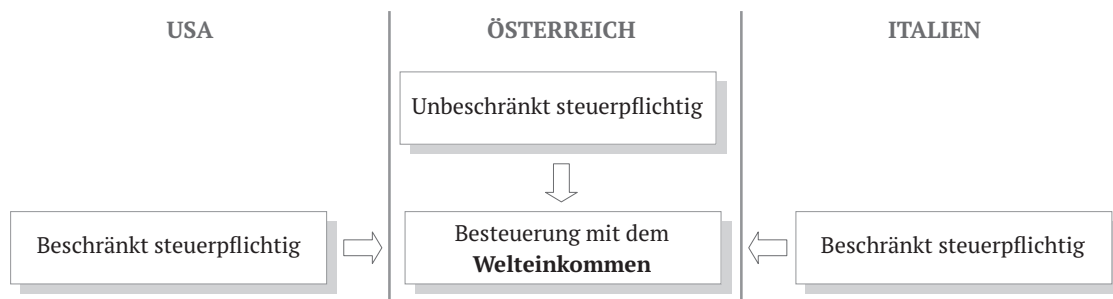 USA
ÖSTERREICH
ITALIEN
Unbeschränkt steuerpflichtig
Beschränkt steuerpflichtig
Besteuerung mit dem
Welteinkommen
Beschränkt steuerpflichtig